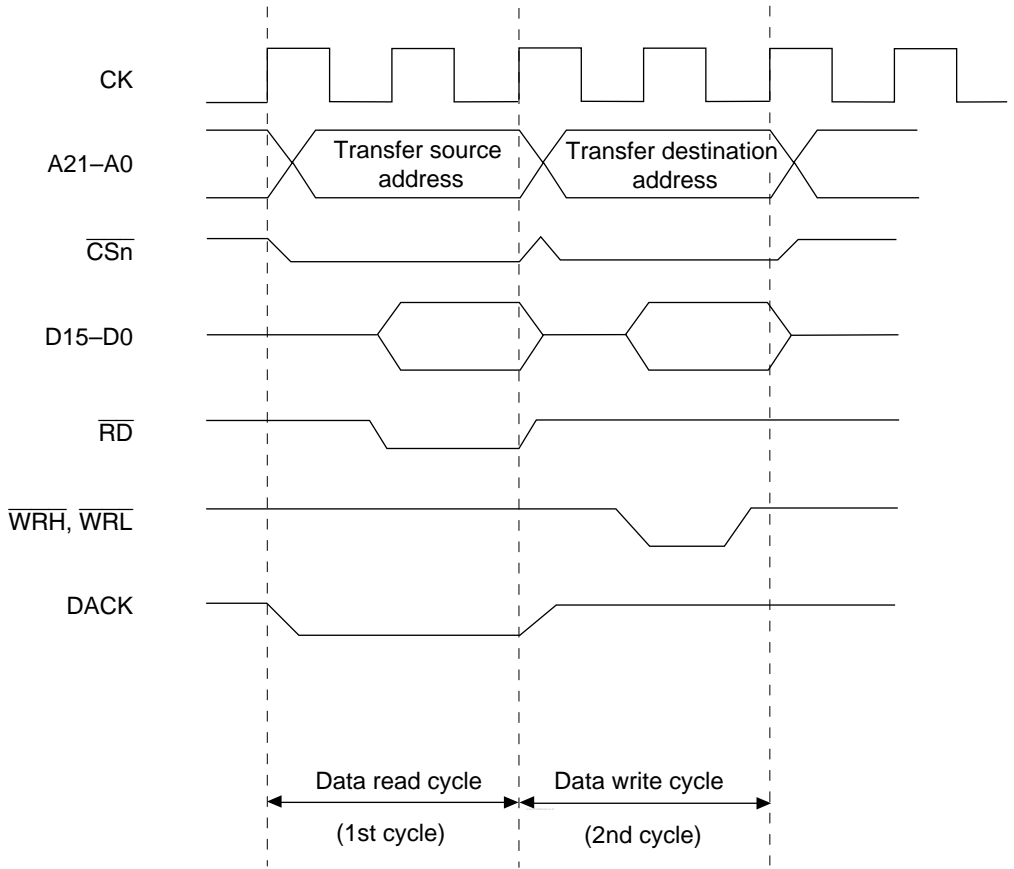 CK
A21–A0
Transfer source
address
Transfer destination
address
CSn
D15–D0
RD
WRH, WRL
DACK
Data read cycle
Data write cycle
(1st cycle)
(2nd cycle)